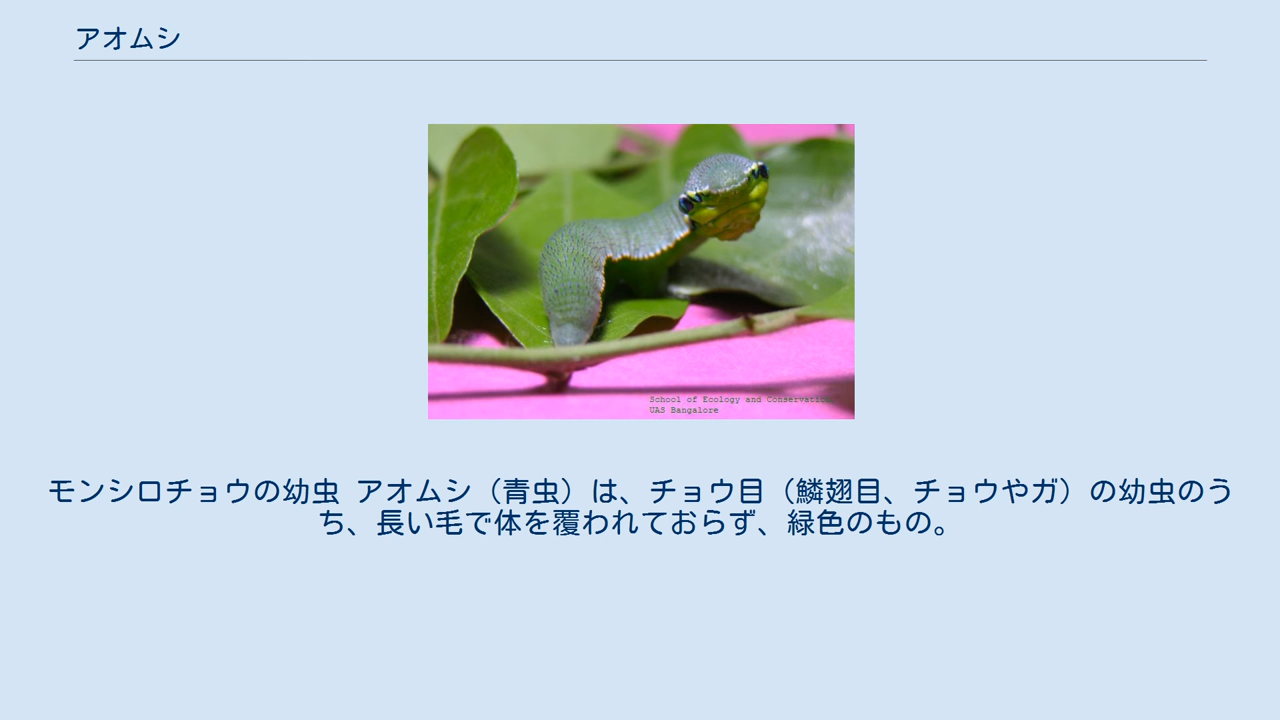 アオムシ
School of Ecology and Conservation
UAS Bangalore
モンシロチョウの幼虫 アオムシ（青虫）は、チョウ目（鱗翅目、チョウやガ）の幼虫のう
ち、長い毛で体を覆われておらず、緑色のもの。